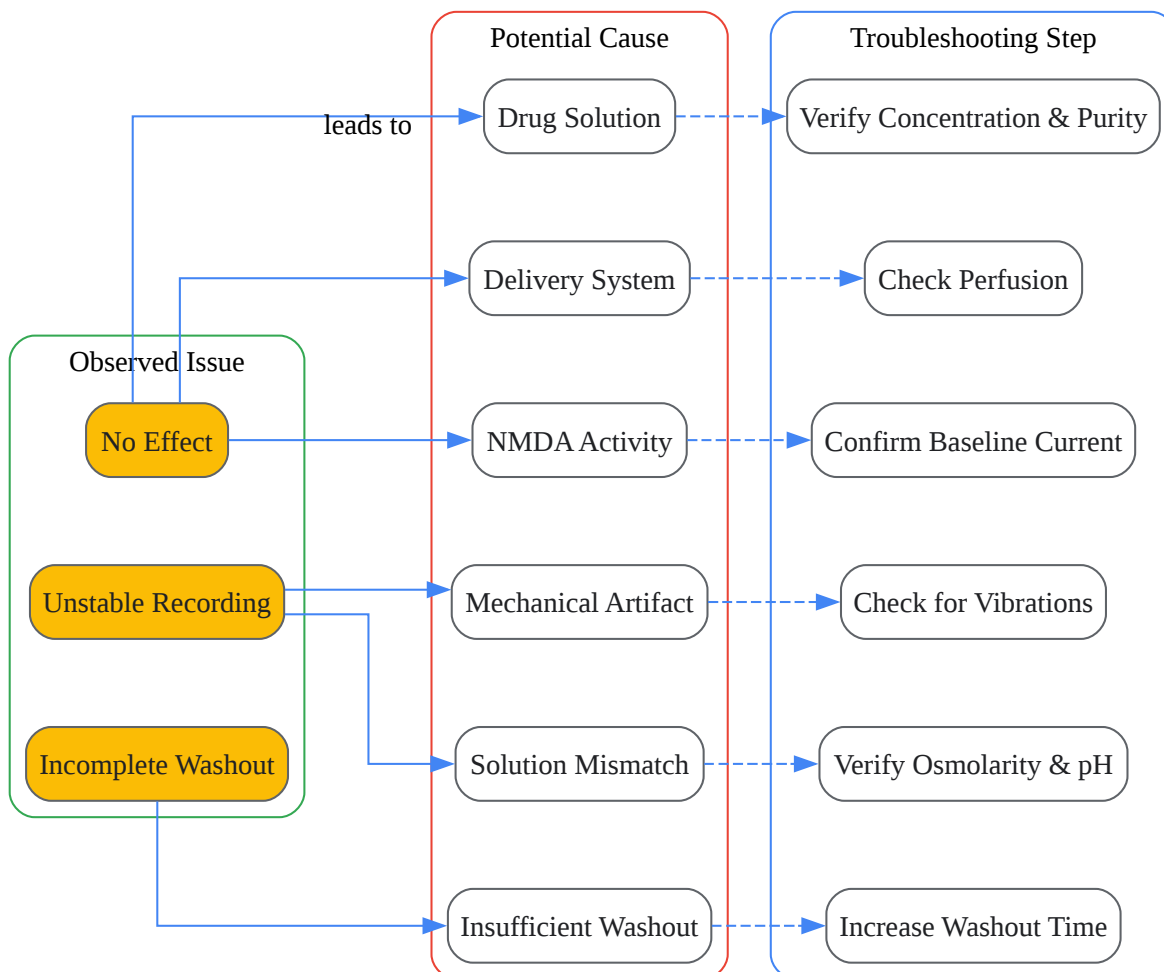 Potential Cause
Troubleshooting Step
Drug Solution
Verify Concentration & Purity
leads to
Delivery System
Check Perfusion
Observed Issue
No Effect
NMDA Activity
Confirm Baseline Current
Unstable Recording
Mechanical Artifact
Check for Vibrations
Incomplete Washout
Solution Mismatch
Verify Osmolarity & pH
Insufficient Washout
Increase Washout Time